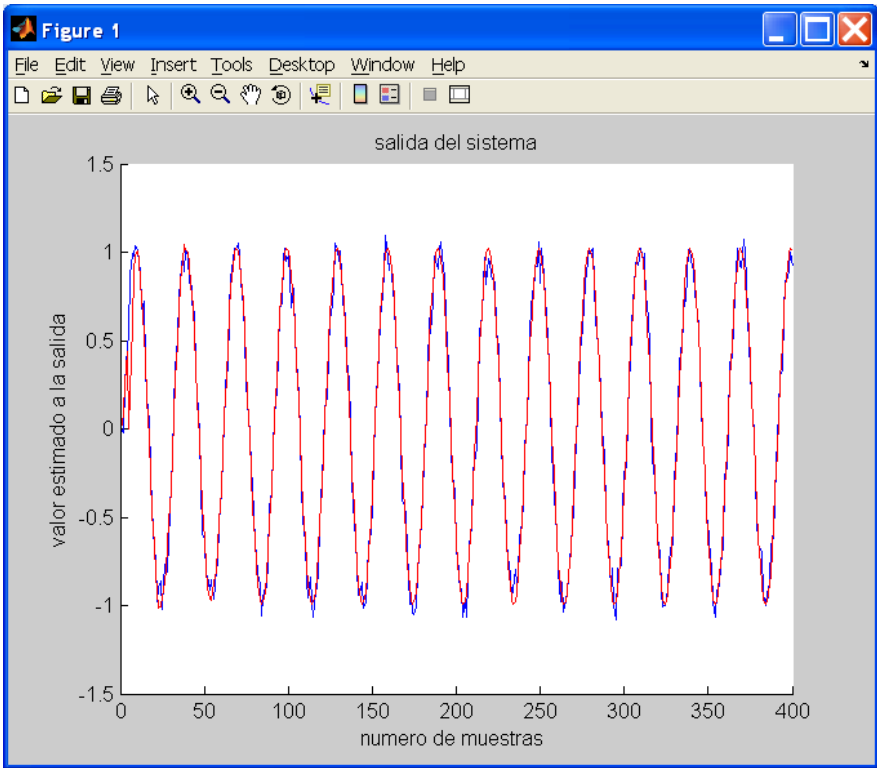 Figure 1
File Edit View Insert Tools Desktop Window Help
salida del sistema
1.5
1
0.5
0
-0.5
-1
-1.5
valor estimado a la salida
0 50 100 150 200 250 300 350 400
numero de muestras